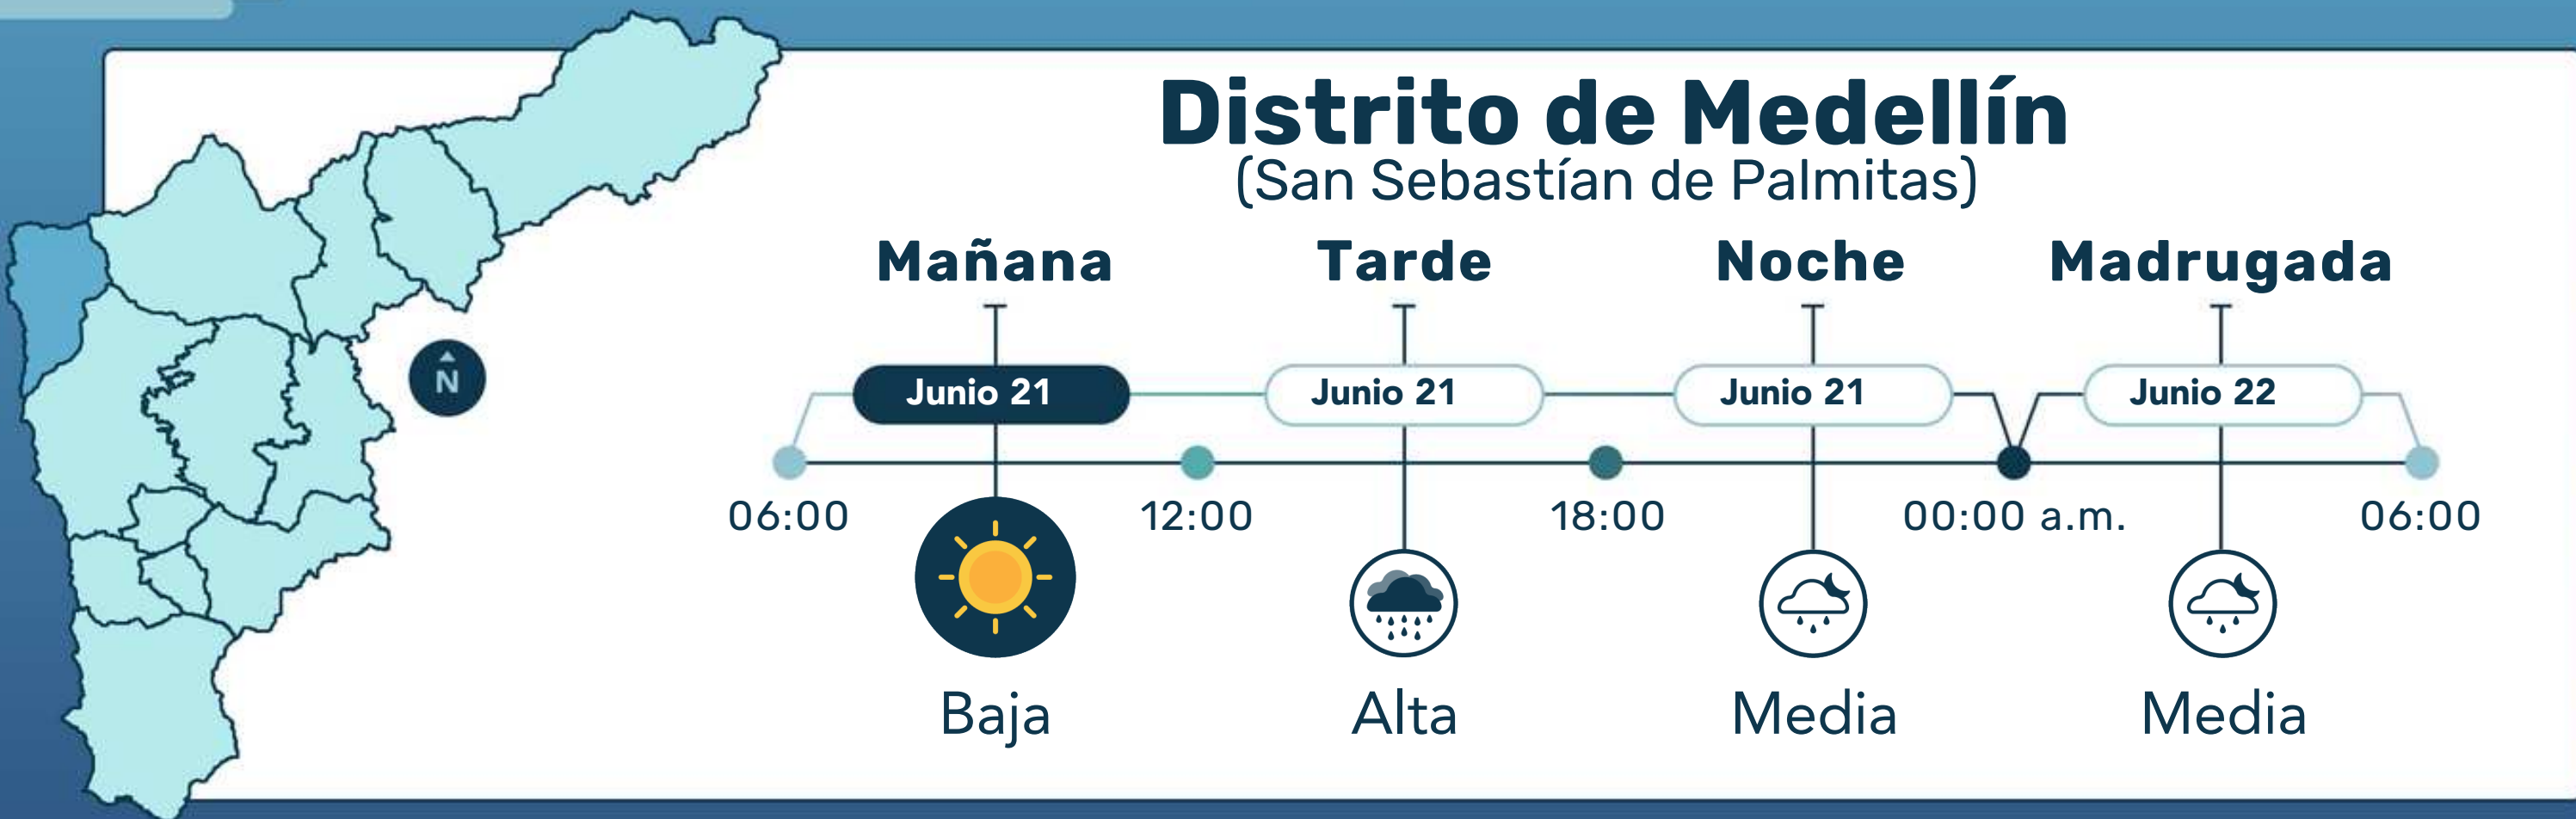 Distrito de Medellín
(San Sebastían de Palmitas)
Mañana Tarde Noche Madrugada
Junio 21 Junio 21 Junio 21 Junio 22
N
06:00 12:00 18:00 00:00 a.m. 06:00
Baja Alta Media Media